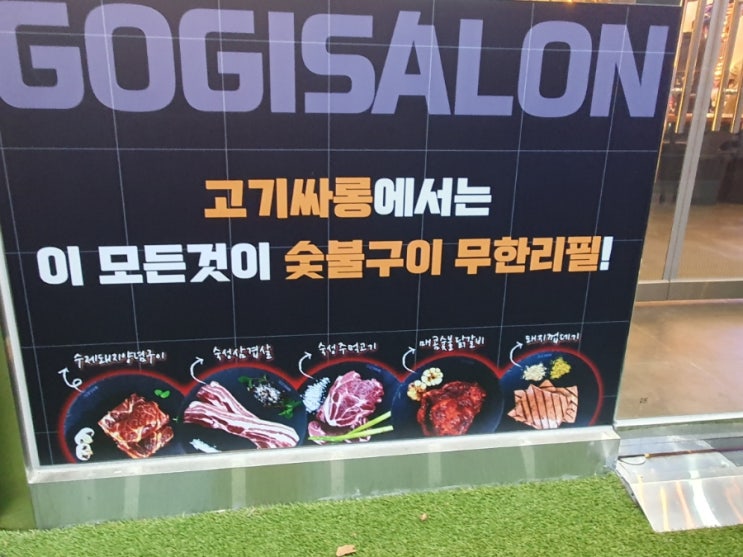 GOGISALON
고기싸롱에서는
이 모든것이 숯불구이 무한리필!
수제돼지양념구이
숙성삼겹살
숙성주먹고기
매콤숯불닭갈비
돼지껍데기